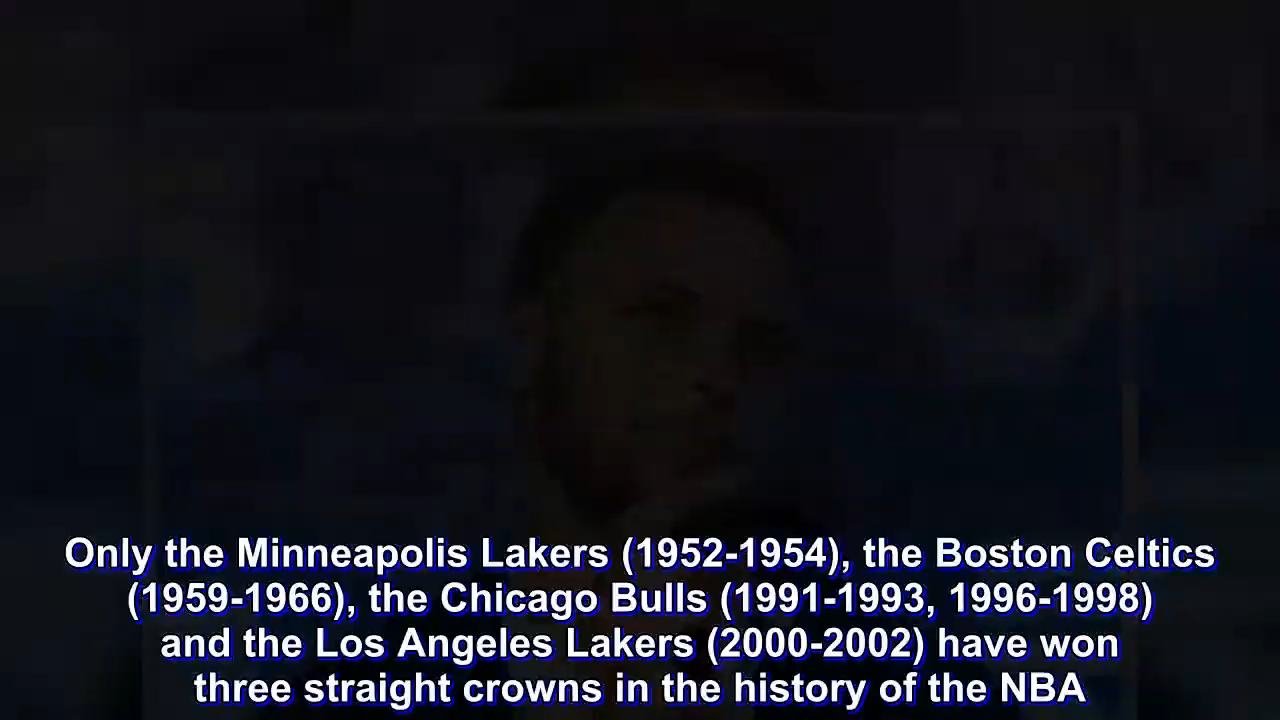 Only the Minneapolis Lakers (1952-1954), the Boston Celtics
(1959-1966), the Chicago Bulls (1991-1993, 1996-1998)
and the Los Angeles Lakers (2000-2002) have won
three straight crowns in the history of the NBA